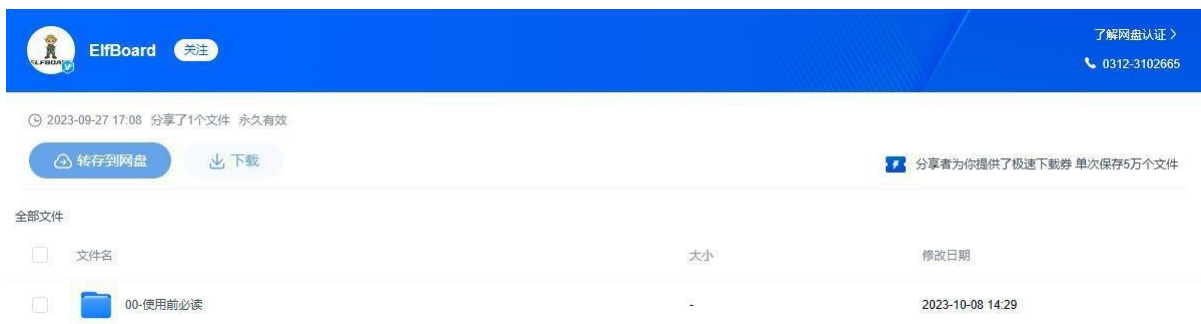 ElfBoard 关注
了解网盘认证 >
0312-3102665
2023-09-27 17:08 分享了1个文件 永久有效
转存到网盘 下载
分享者为你提供了极速下载券 单次保存5万个文件
全部文件
文件名 大小 修改日期
00-使用前必读 - 2023-10-08 14:29